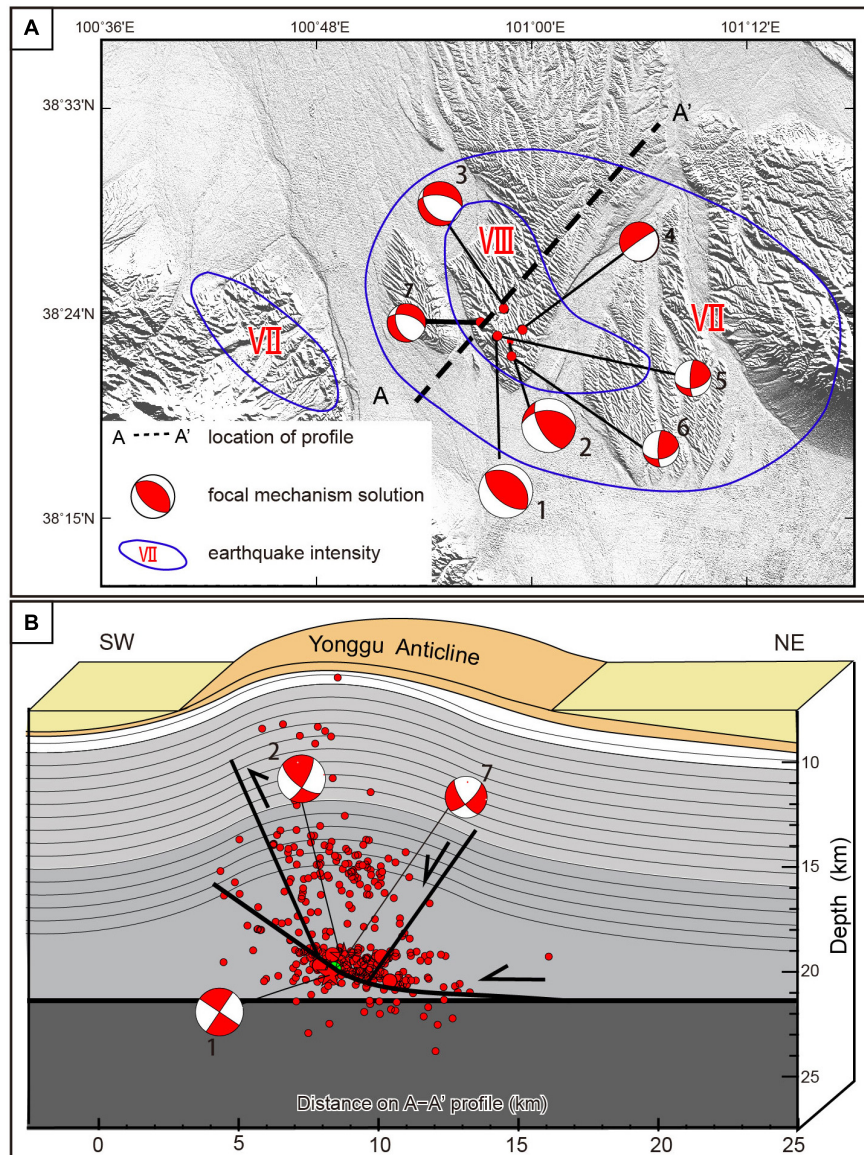 A
100°36'E 100°48'E 101°00'E 101°12'E
38°33'N
38°24'N
38°15'N
A'
3
Ⅷ
4
7
Ⅶ
Ⅶ
A
5
2
6
1
A A' location of profile
focal mechanism solution
Ⅶ earthquake intensity
B
SW
Yonggu Anticline
NE
2
7
1
10
15
20
25
Depth (km)
Distance on A−A' profile (km)
0 5 10 15 20 25